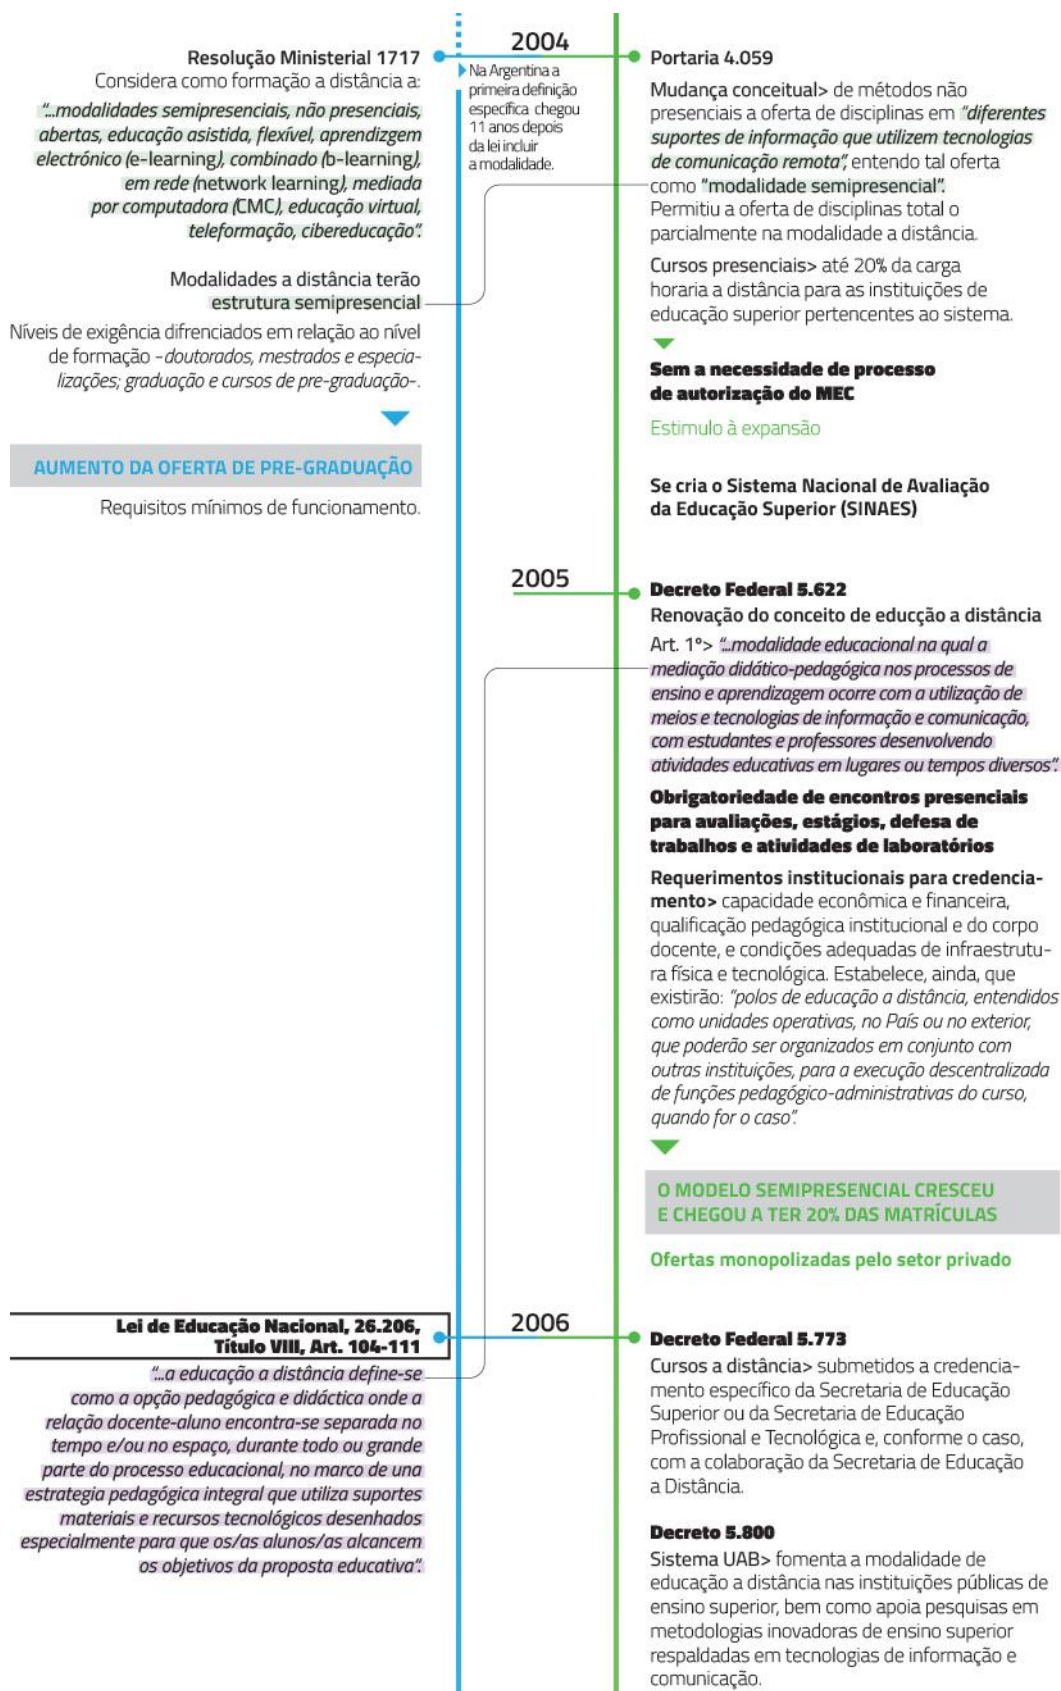 2004
Resolução Ministerial 1717
Considera como formação a distância a:
"...modalidades semipresenciais, não presenciais,
abertas, educação asistida, flexível, aprendizgem
electrónico (e-learning), combinado (b-learning),
em rede (network learning), mediada
por computadora (CMC), educação virtual,
teleformação, cibereducação".
Modalidades a distância terão
estrutura semipresencial
Níveis de exigência difrenciados em relação ao nível
de formação -doutorados, mestrados e especia-
lizações; graduação e cursos de pre-graduação-.
AUMENTO DA OFERTA DE PRE-GRADUAÇÃO
Requisitos mínimos de funcionamento.
Na Argentina a
primeira definição
específica chegou
11 anos depois
da lei incluir
a modalidade.
Portaria 4.059
Mudança conceitual> de métodos não
presenciais a oferta de disciplinas em "diferentes
suportes de informação que utilizem tecnologias
de comunicação remota", entendo tal oferta
como "modalidade semipresencial".
Permitiu a oferta de disciplinas total o
parcialmente na modalidade a distância.
Cursos presenciais> até 20% da carga
horaria a distância para as instituições de
educação superior pertencentes ao sistema.
Sem a necessidade de processo
de autorização do MEC
Estimulo à expansão
Se cria o Sistema Nacional de Avaliação
da Educação Superior (SINAES)
2005
Decreto Federal 5.622
Renovação do conceito de educção a distância
Art. 1º> "...modalidade educacional na qual a
mediação didático-pedagógica nos processos de
ensino e aprendizagem ocorre com a utilização de
meios e tecnologias de informação e comunicação,
com estudantes e professores desenvolvendo
atividades educativas em lugares ou tempos diversos".
Obrigatoriedade de encontros presenciais
para avaliações, estágios, defesa de
trabalhos e atividades de laboratórios
Requerimentos institucionais para credencia-
mento> capacidade econômica e financeira,
qualificação pedagógica institucional e do corpo
docente, e condições adequadas de infraestrutu-
ra física e tecnológica. Estabelece, ainda, que
existirão: "polos de educação a distância, entendidos
como unidades operativas, no País ou no exterior,
que poderão ser organizados em conjunto com
outras instituições, para a execução descentralizada
de funções pedagógico-administrativas do curso,
quando for o caso".
O MODELO SEMIPRESENCIAL CRESCEU
E CHEGOU A TER 20% DAS MATRÍCULAS
Ofertas monopolizadas pelo setor privado
2006
Lei de Educação Nacional, 26.206,
Título VIII, Art. 104-111
"...a educação a distância define-se
como a opção pedagógica e didáctica onde a
relação docente-aluno encontra-se separada no
tempo e/ou no espaço, durante todo ou grande
parte do processo educacional, no marco de una
estrategia pedagógica integral que utiliza suportes
materiais e recursos tecnológicos desenhados
especialmente para que os/as alunos/as alcancem
os objetivos da proposta educativa".
Decreto Federal 5.773
Cursos a distância> submetidos a credencia-
mento específico da Secretaria de Educação
Superior ou da Secretaria de Educação
Profissional e Tecnológica e, conforme o caso,
com a colaboração da Secretaria de Educação
a Distância.
Decreto 5.800
Sistema UAB> fomenta a modalidade de
educação a distância nas instituições públicas de
ensino superior, bem como apoia pesquisas em
metodologias inovadoras de ensino superior
respaldadas em tecnologias de informação e
comunicação.